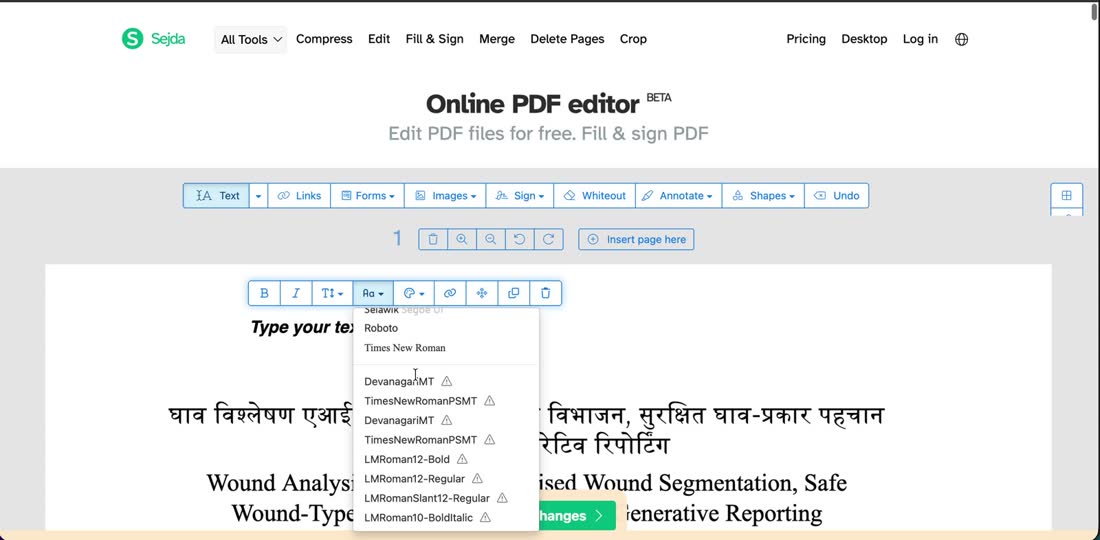 Sejda
All Tools Compress Edit Fill & Sign Merge Delete Pages Crop Pricing Desktop Log in
Online PDF editor BETA
Edit PDF files for free. Fill & sign PDF
Text Links Forms Images Sign Whiteout Annotate Shapes Undo
1 Insert page here
B I T Aa
Type your tex
Selawik Segoe UI
Roboto
Times New Roman
DevanagariMT
TimesNewRomanPSMT
DevanagariMT
TimesNewRomanPSMT
LMRoman12-Bold
LMRoman12-Regular
LMRomanSlant12-Regular
LMRoman10-BoldItalic
घाव विश्लेषण एआई विभाजन, सुरक्षित घाव-प्रकार पहचान
रेटिव रिपोर्टिंग
Wound Analysi ised Wound Segmentation, Safe
Wound-Type Generative Reporting
hanges